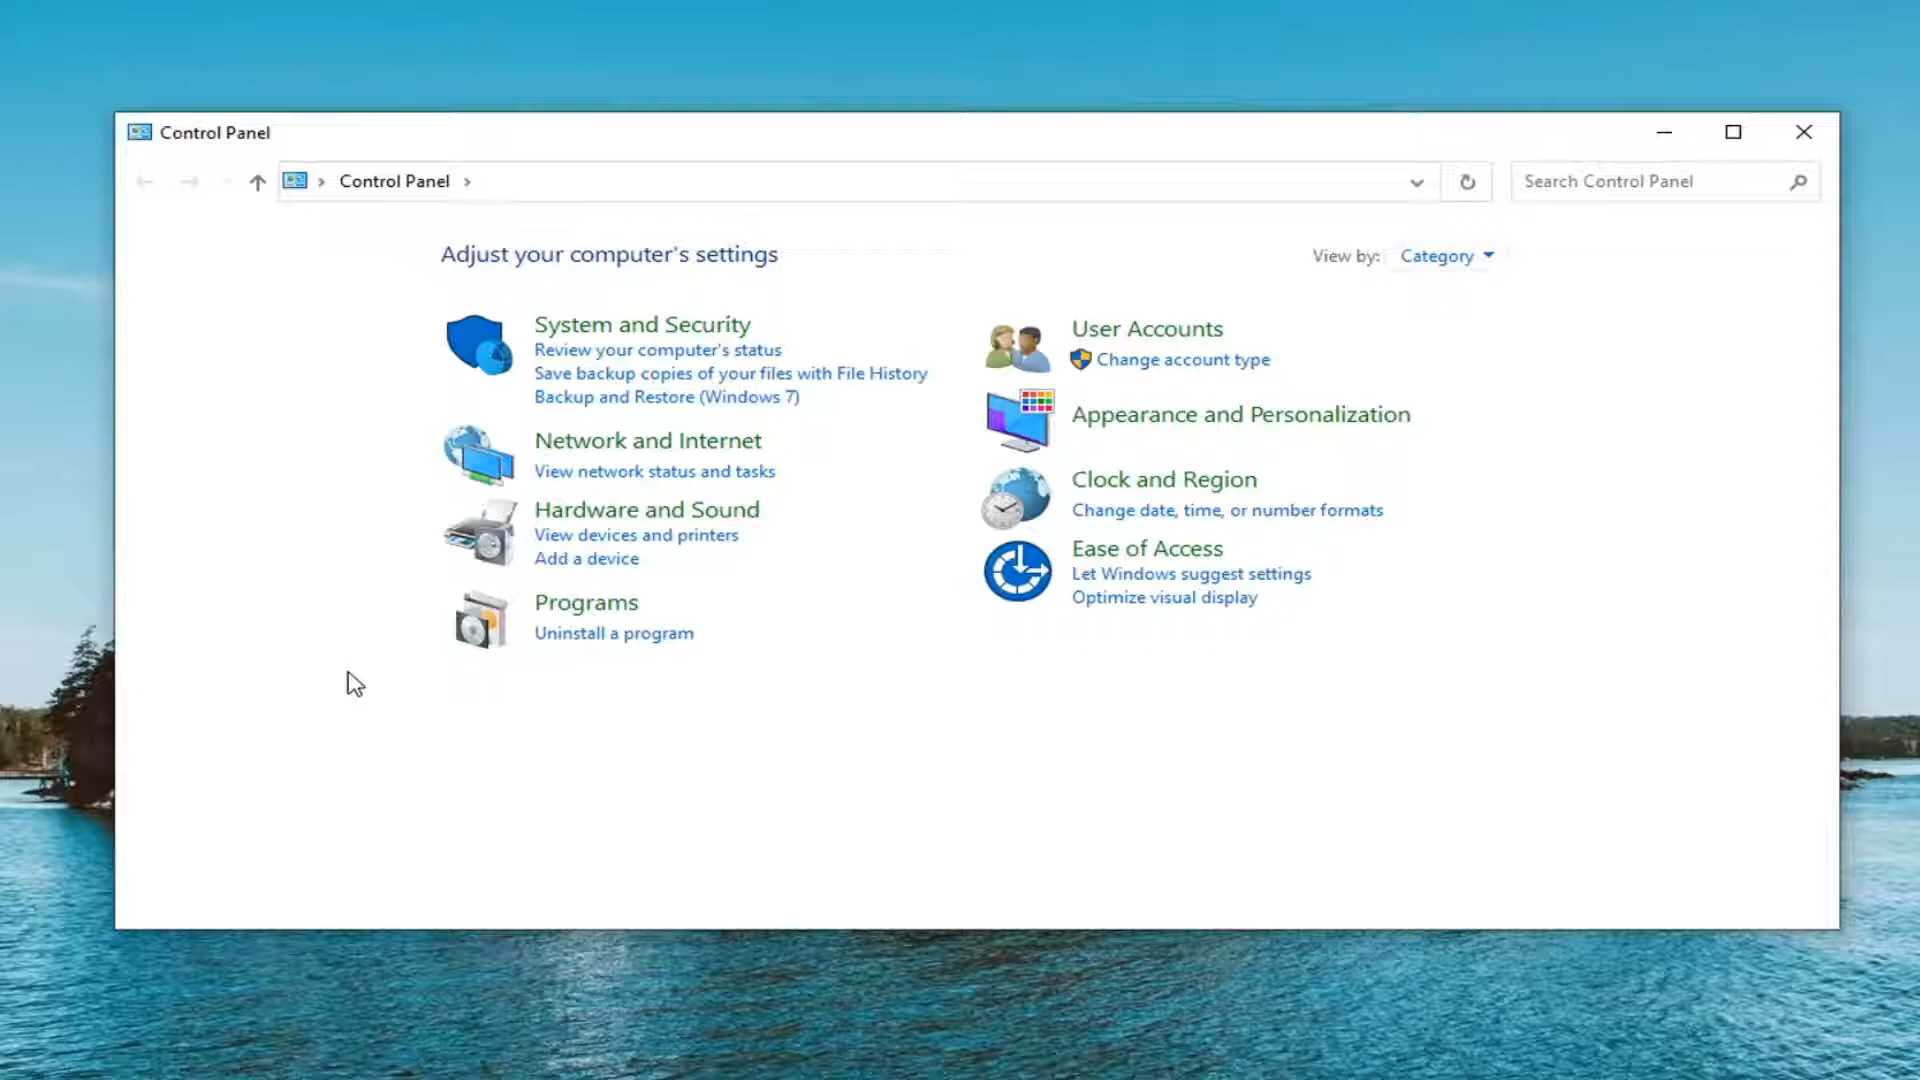 Control Panel
Control Panel
Search Control Panel
Adjust your computer's settings
View by: Category
System and Security
Review your computer's status
Save backup copies of your files with File History
Backup and Restore (Windows 7)
Network and Internet
View network status and tasks
Hardware and Sound
View devices and printers
Add a device
Programs
Uninstall a program
User Accounts
Change account type
Appearance and Personalization
Clock and Region
Change date, time, or number formats
Ease of Access
Let Windows suggest settings
Optimize visual display